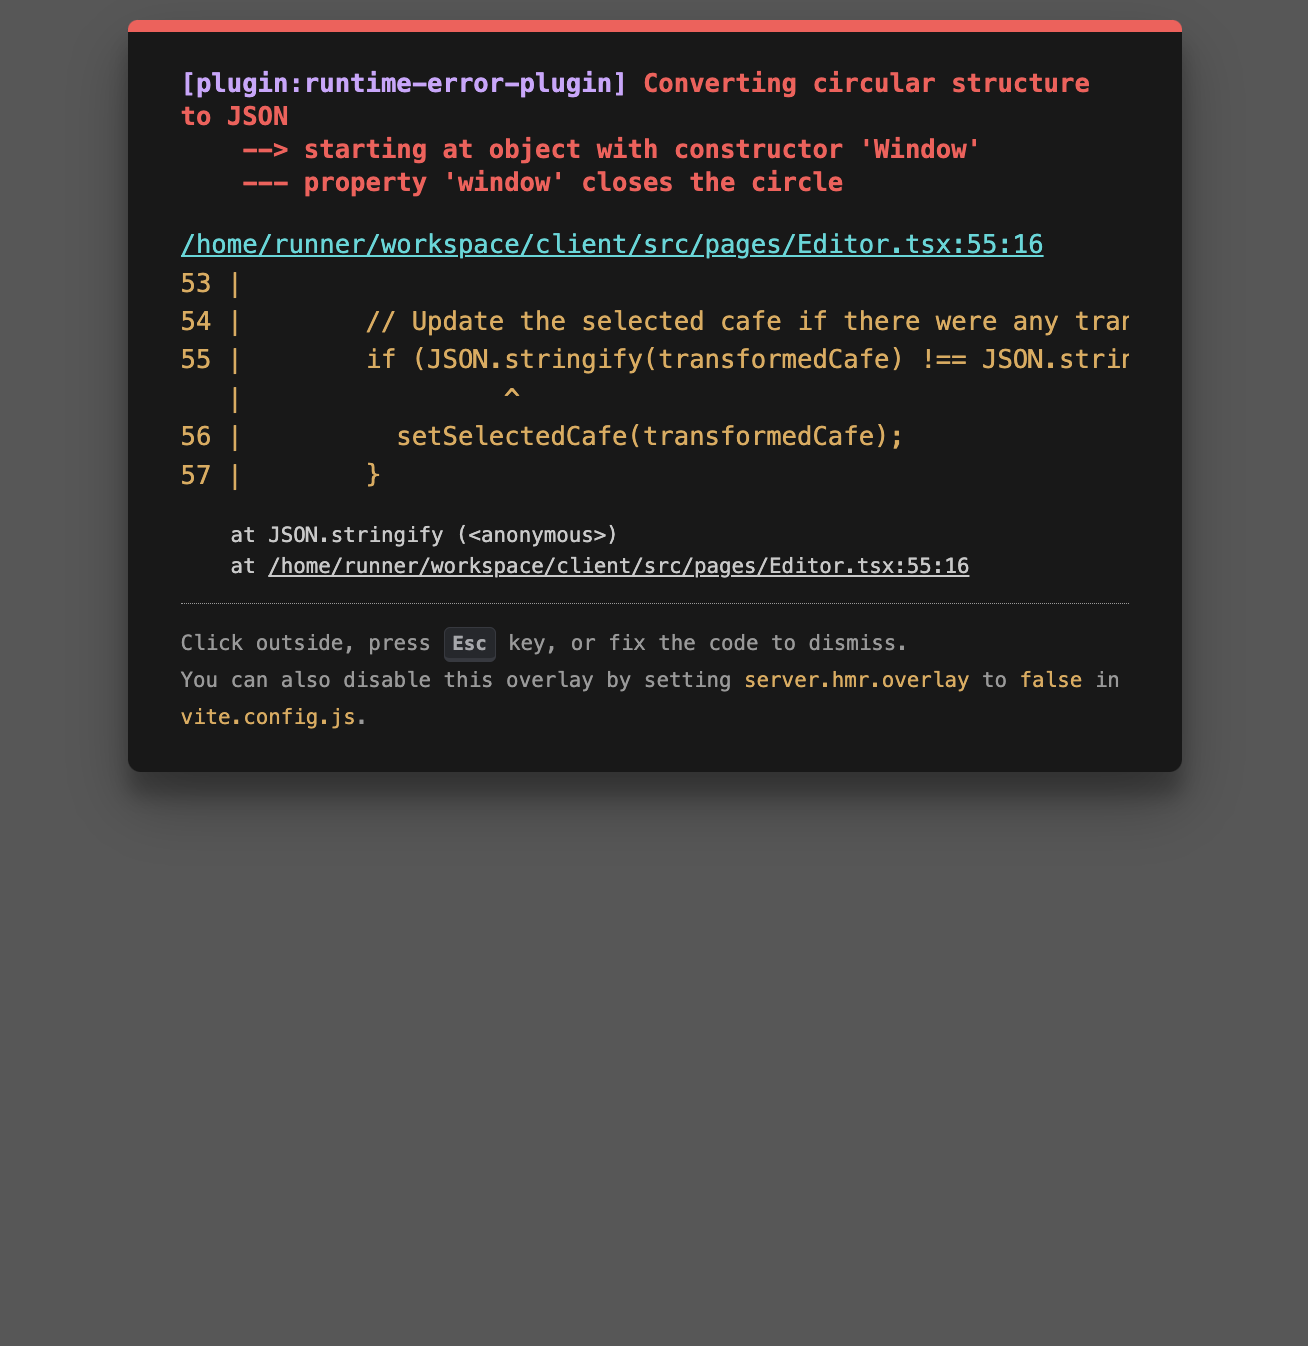 [plugin:runtime-error-plugin] Converting circular structure
to JSON
    --> starting at object with constructor 'Window'
    --- property 'window' closes the circle
/home/runner/workspace/client/src/pages/Editor.tsx:55:16
53 |
54 |        // Update the selected cafe if there were any tran
55 |        if (JSON.stringify(transformedCafe) !== JSON.strin
   |                 ^
56 |          setSelectedCafe(transformedCafe);
57 |        }
    at JSON.stringify (<anonymous>)
    at /home/runner/workspace/client/src/pages/Editor.tsx:55:16
Click outside, press Esc key, or fix the code to dismiss.
You can also disable this overlay by setting server.hmr.overlay to false in
vite.config.js.